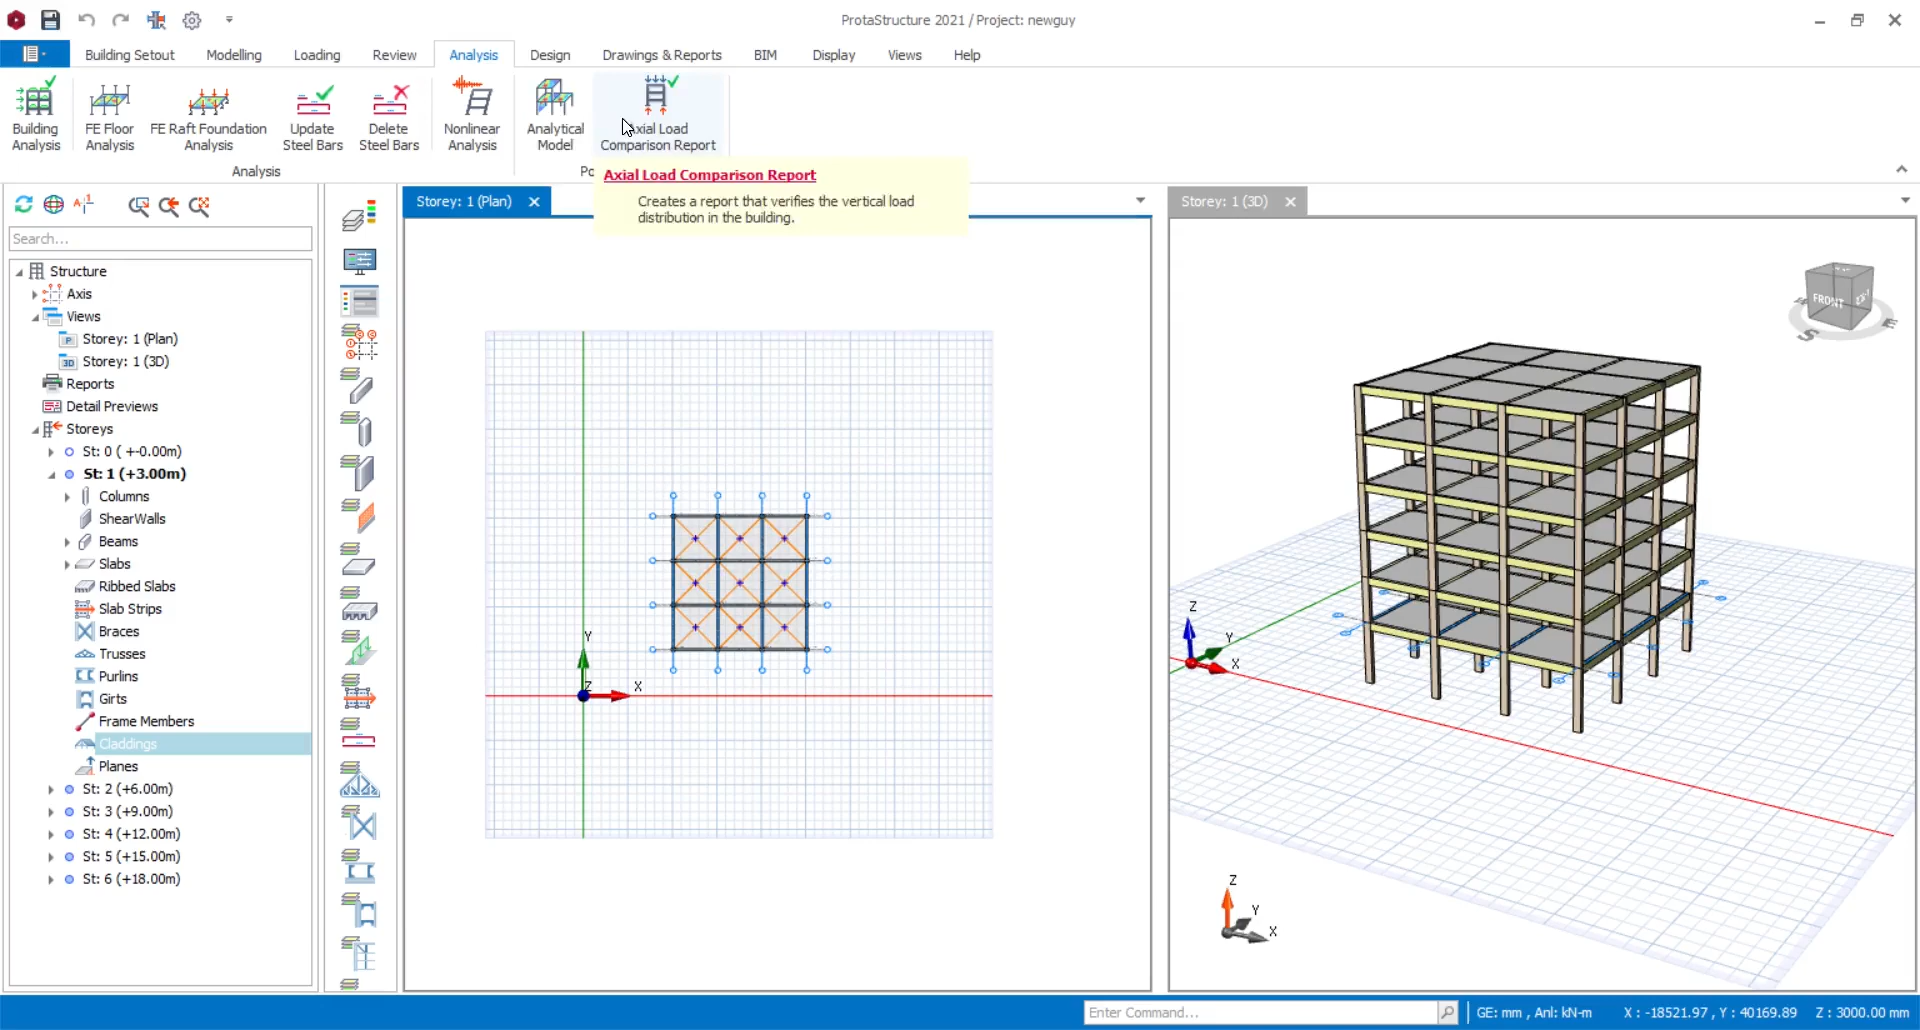 ProtaStructure 2021 / Project: newguy
Building Setout Modelling Loading Review Analysis Design Drawings & Reports BIM Display Views Help
Building Analysis
FE Floor Analysis
FE Raft Foundation Analysis
Update Steel Bars
Delete Steel Bars
Nonlinear Analysis
Analytical Model
Axial Load Comparison Report
Analysis
Po
Axial Load Comparison Report
Creates a report that verifies the vertical load
distribution in the building.
Search...
Structure
Axis
Views
Storey: 1 (Plan)
Storey: 1 (3D)
Reports
Detail Previews
Storeys
St: 0 ( +-0.00m)
St: 1 (+3.00m)
Columns
ShearWalls
Beams
Slabs
Ribbed Slabs
Slab Strips
Braces
Trusses
Purlins
Girts
Frame Members
Claddings
Planes
St: 2 (+6.00m)
St: 3 (+9.00m)
St: 4 (+12.00m)
St: 5 (+15.00m)
St: 6 (+18.00m)
Storey: 1 (Plan)
Y
Z
X
Storey: 1 (3D)
FRONT
S
E
Z
Y
X
Z
Y
X
Enter Command...
GE: mm , Anl: kN-m
X : -18521.97 , Y : 40169.89
Z : 3000.00 mm